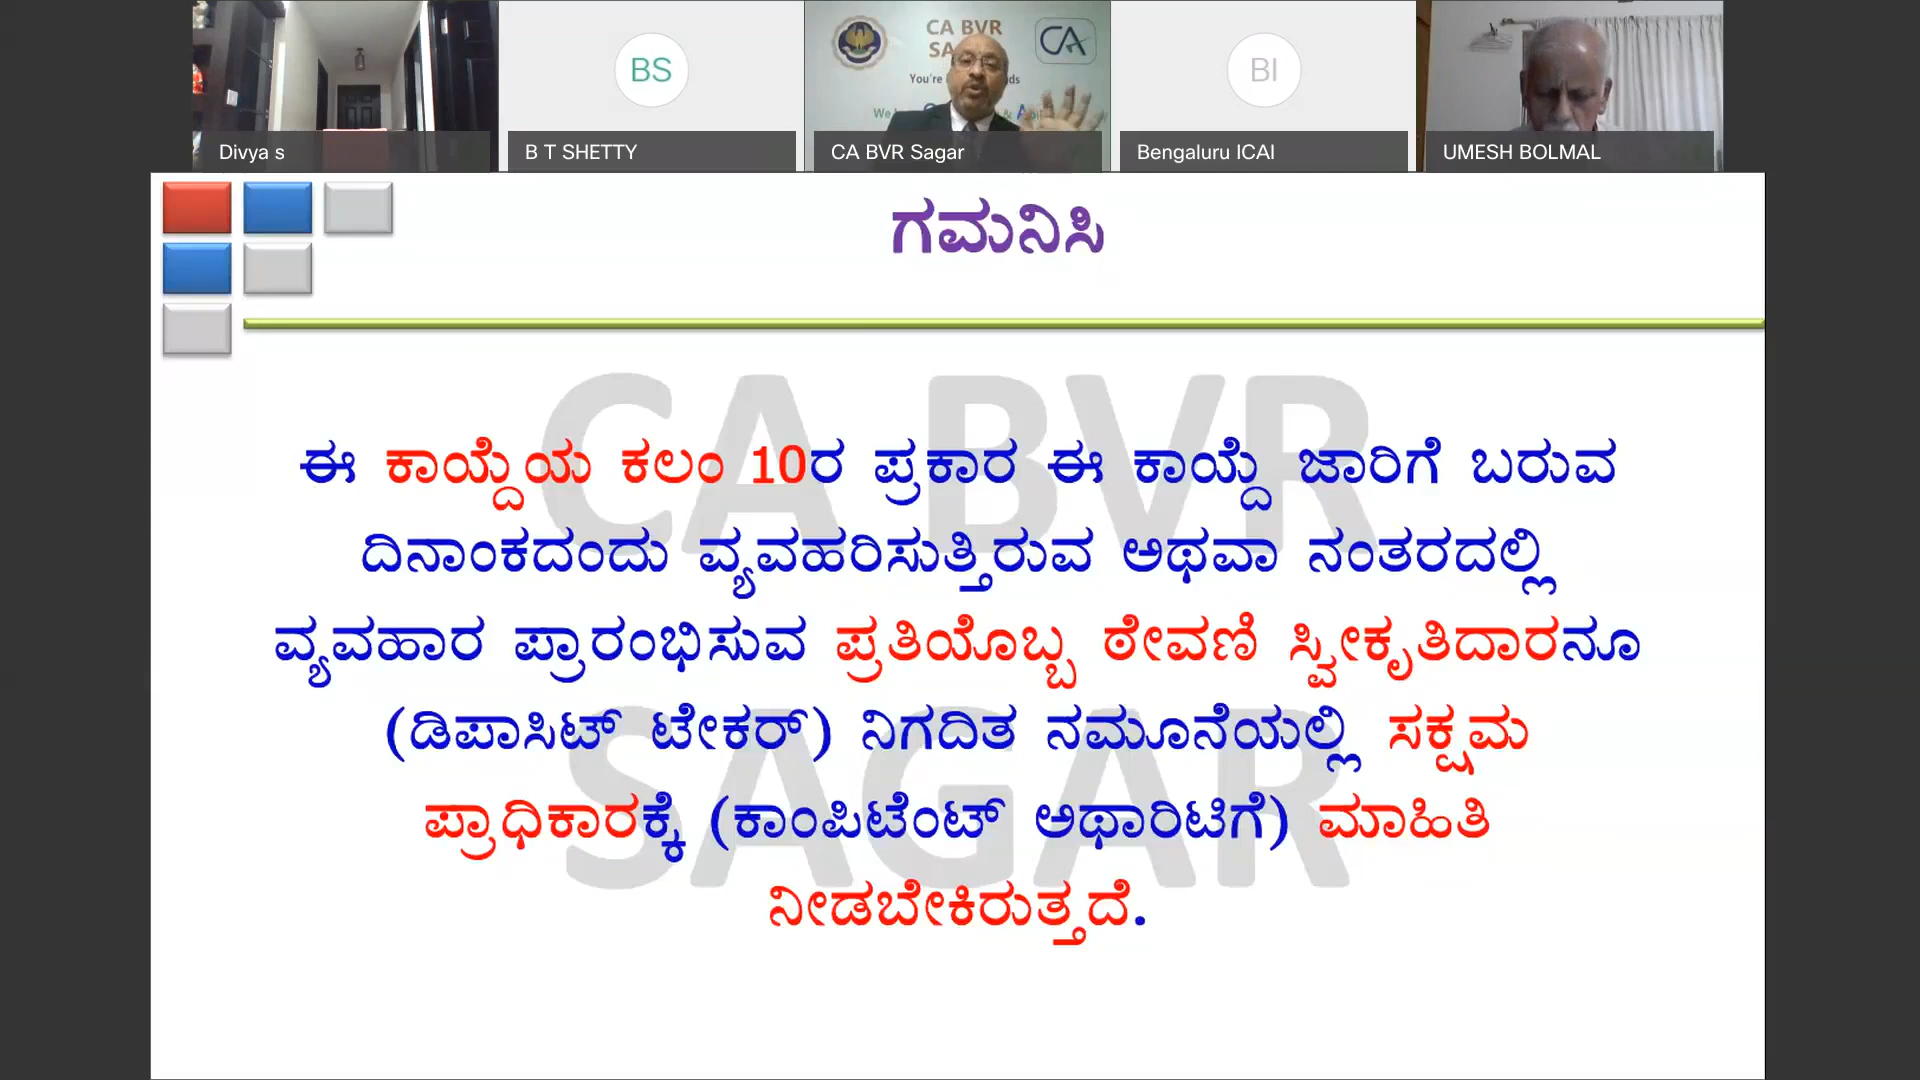 BS
BI
CA BVR
You're
Divya s
B T SHETTY
CA BVR Sagar
Bengaluru ICAI
UMESH BOLMAL
ಗಮನಿಸಿ
ಈ ಕಾಯ್ದೆಯ ಕಲಂ 10ರ ಪ್ರಕಾರ ಈ ಕಾಯ್ದೆ ಜಾರಿಗೆ ಬರುವ
ದಿನಾಂಕದಂದು ವ್ಯವಹರಿಸುತ್ತಿರುವ ಅಥವಾ ನಂತರದಲ್ಲಿ
ವ್ಯವಹಾರ ಪ್ರಾರಂಭಿಸುವ ಪ್ರತಿಯೊಬ್ಬ ಠೇವಣಿ ಸ್ವೀಕೃತಿದಾರನೂ
(ಡಿಪಾಸಿಟ್ ಟೇಕರ್) ನಿಗದಿತ ನಮೂನೆಯಲ್ಲಿ ಸಕ್ಷಮ
ಪ್ರಾಧಿಕಾರಕ್ಕೆ (ಕಾಂಪಿಟೆಂಟ್ ಅಥಾರಿಟಿಗೆ) ಮಾಹಿತಿ
ನೀಡಬೇಕಿರುತ್ತದೆ.
CA BVR
SAGAR